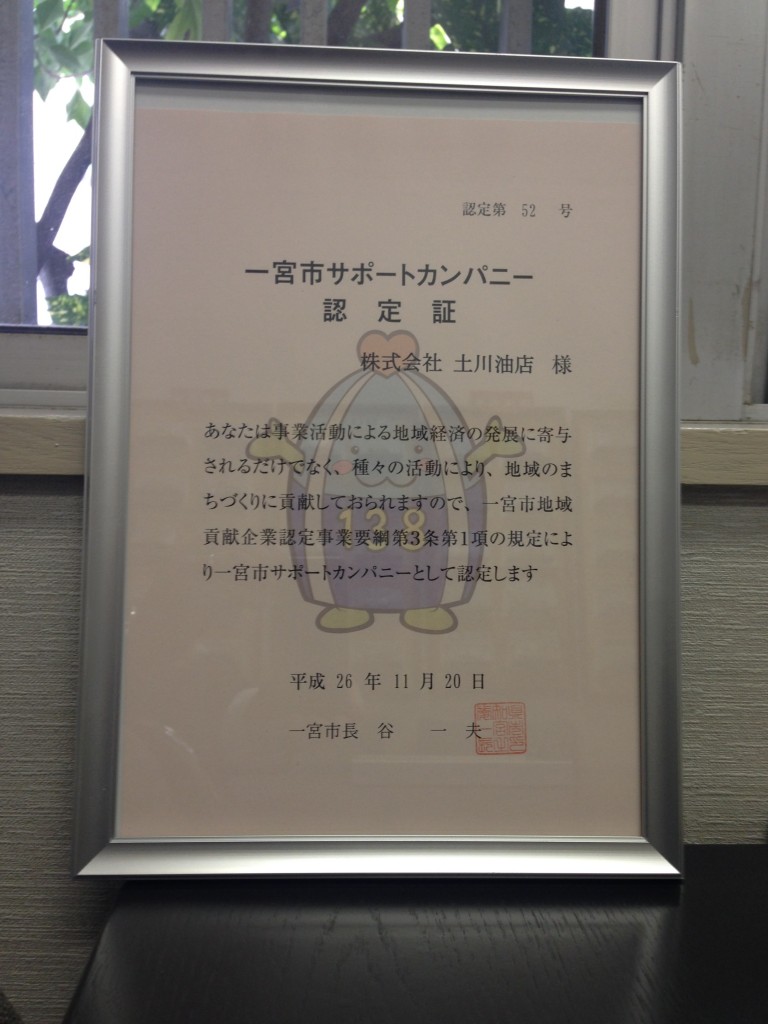 認定第 52 号
一宮市サポートカンパニー
認 定 証
株式会社 土川油店 様
あなたは事業活動による地域経済の発展に寄与
されるだけでなく、種々の活動により、地域のま
ちづくりに貢献しておられますので、一宮市地域
貢献企業認定事業要綱第3条第1項の規定によ
り一宮市サポートカンパニーとして認定します
138
平成 26 年 11 月 20 日
一宮市長 谷 一 夫